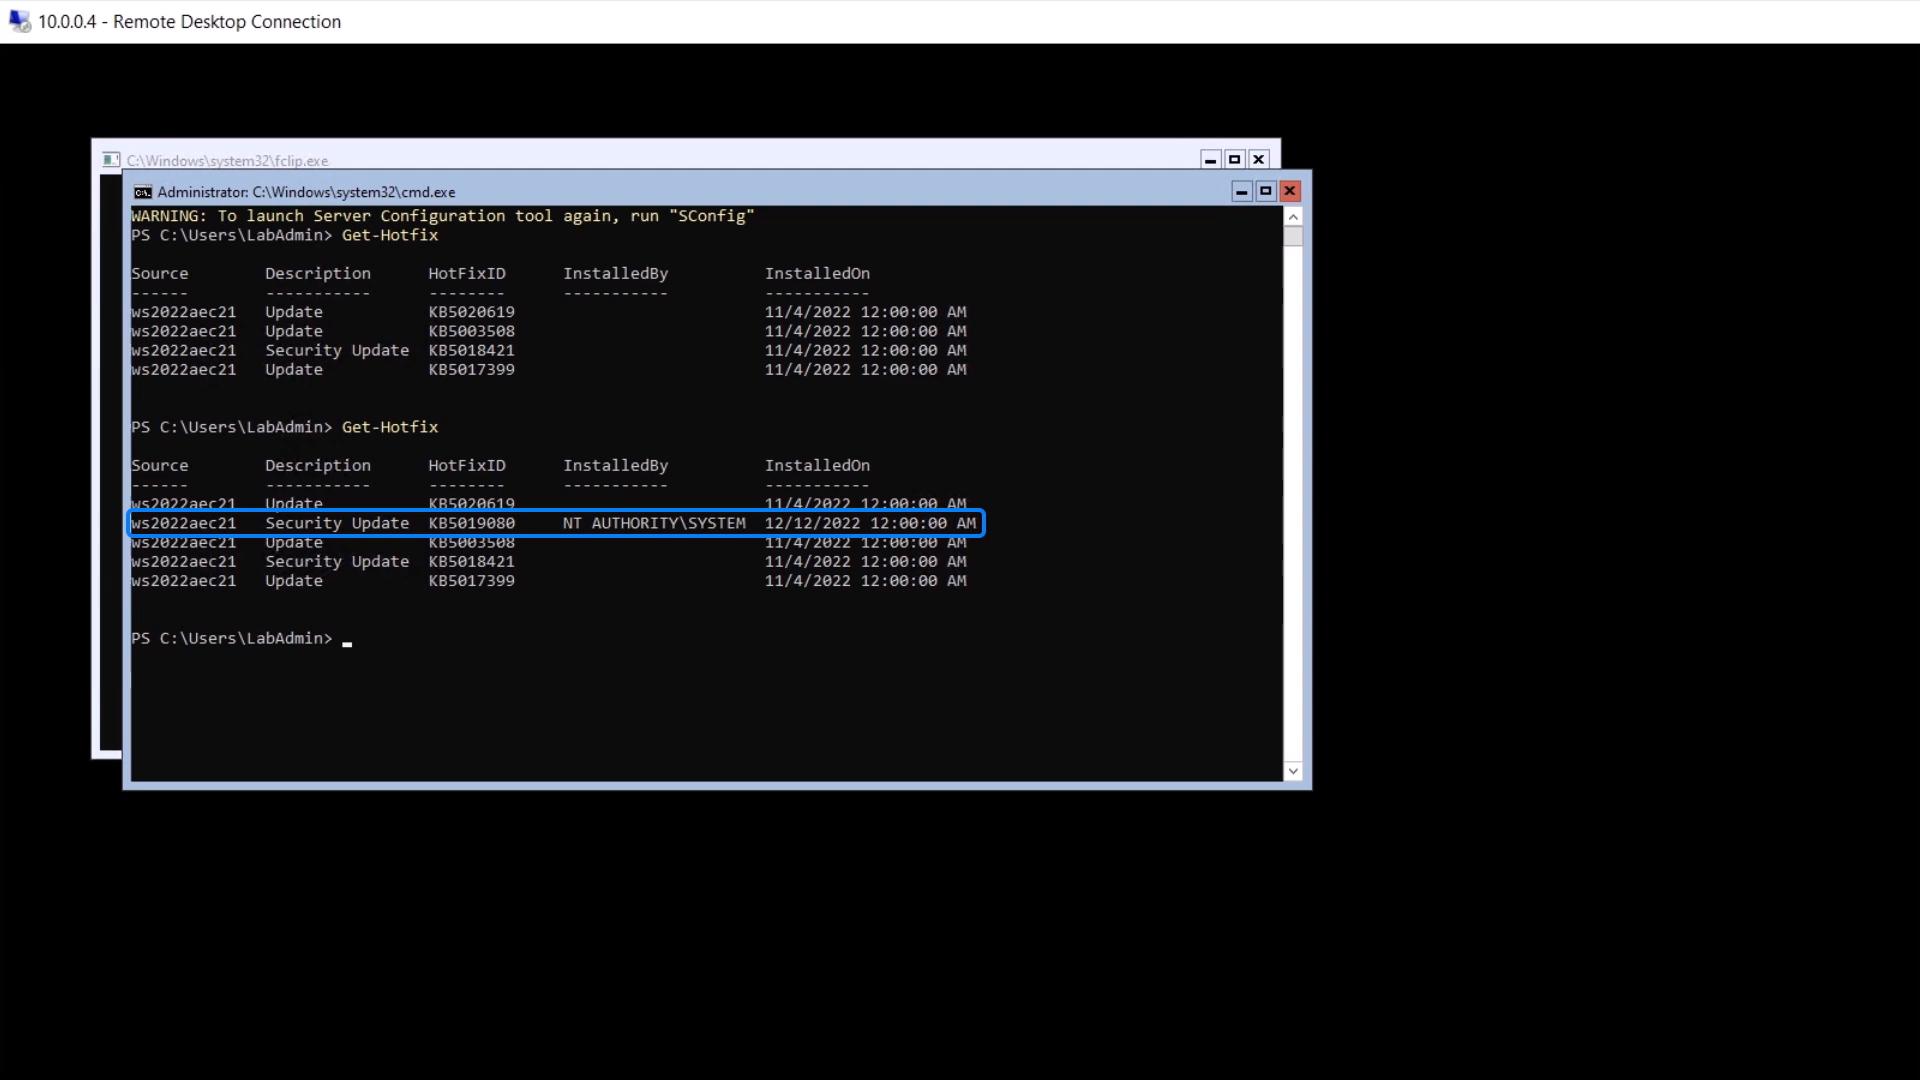 10.0.0.4 - Remote Desktop Connection
C:\Windows\system32\fclip.exe
Administrator: C:\Windows\system32\cmd.exe
WARNING: To launch Server Configuration tool again, run "SConfig"
PS C:\Users\LabAdmin> Get-Hotfix
Source Description HotFixID InstalledBy InstalledOn
------ ----------- -------- ----------- -----------
ws2022aec21 Update KB5020619 11/4/2022 12:00:00 AM
ws2022aec21 Update KB5003508 11/4/2022 12:00:00 AM
ws2022aec21 Security Update KB5018421 11/4/2022 12:00:00 AM
ws2022aec21 Update KB5017399 11/4/2022 12:00:00 AM
PS C:\Users\LabAdmin> Get-Hotfix
Source Description HotFixID InstalledBy InstalledOn
------ ----------- -------- ----------- -----------
ws2022aec21 Update KB5020619 11/4/2022 12:00:00 AM
ws2022aec21 Security Update KB5019080 NT AUTHORITY\SYSTEM 12/12/2022 12:00:00 AM
ws2022aec21 Update KB5003508 11/4/2022 12:00:00 AM
ws2022aec21 Security Update KB5018421 11/4/2022 12:00:00 AM
ws2022aec21 Update KB5017399 11/4/2022 12:00:00 AM
PS C:\Users\LabAdmin>